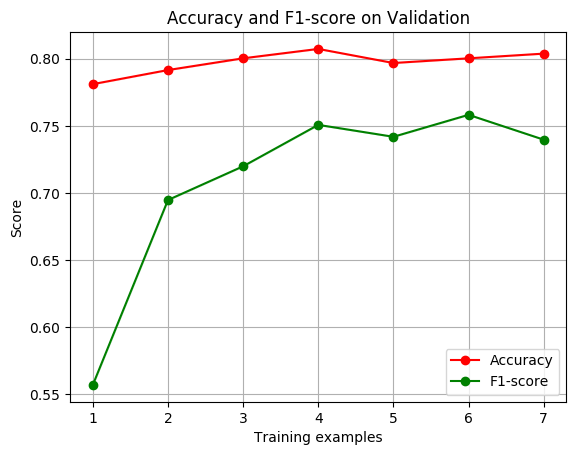 Accuracy and F1-score on Validation
0.80
0.75
0.70
0.65
0.60
0.55
Score
Accuracy
F1-score
1 2 3 4 5 6 7
Training examples